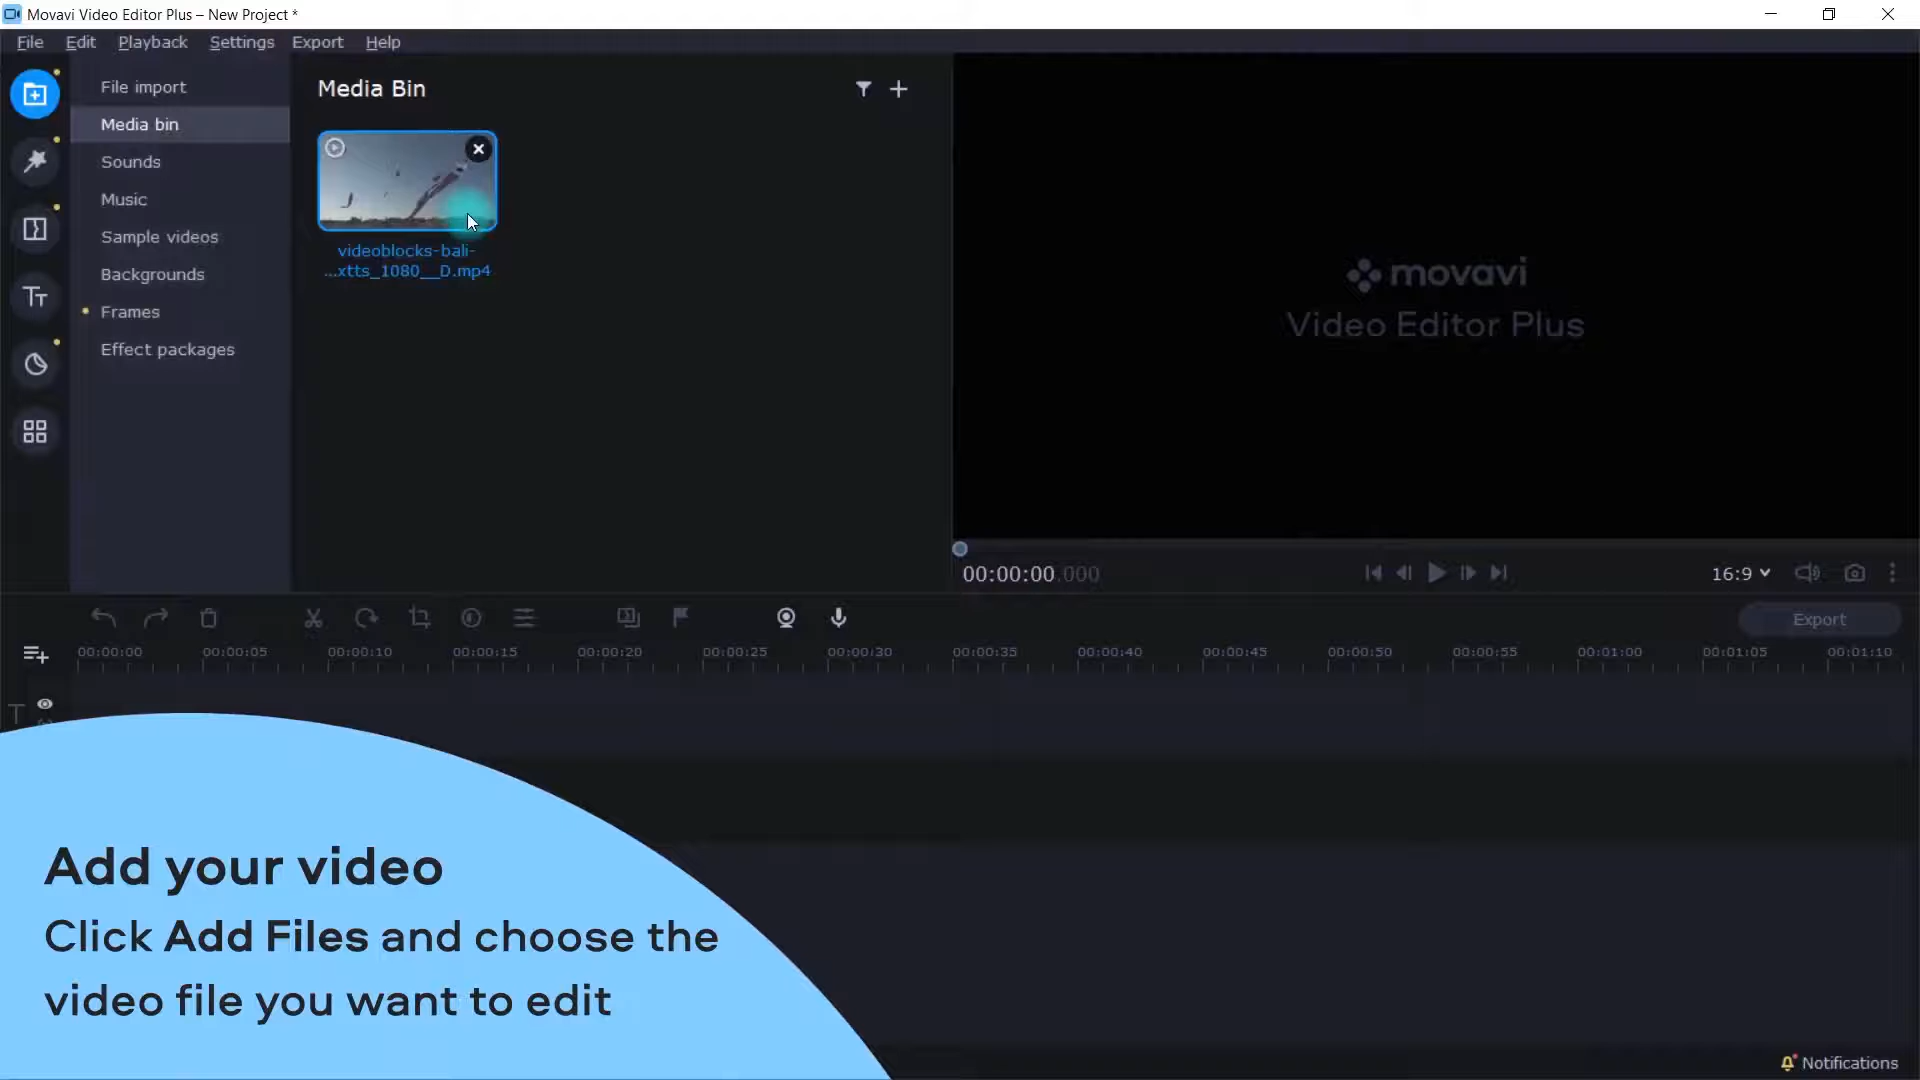 Movavi Video Editor Plus – New Project *
File Edit Playback Settings Export Help
File import
Media bin
Sounds
Music
Sample videos
Backgrounds
Frames
Effect packages
Media Bin
videoblocks-bali-
...xtts_1080__D.mp4
movavi
Video Editor Plus
00:00:00.000
16:9
Export
00:00:00 00:00:05 00:00:10 00:00:15 00:00:20 00:00:25 00:00:30 00:00:35 00:00:40 00:00:45 00:00:50 00:00:55 00:01:00 00:01:05 00:01:10
Add your video
Click Add Files and choose the
video file you want to edit
Notifications